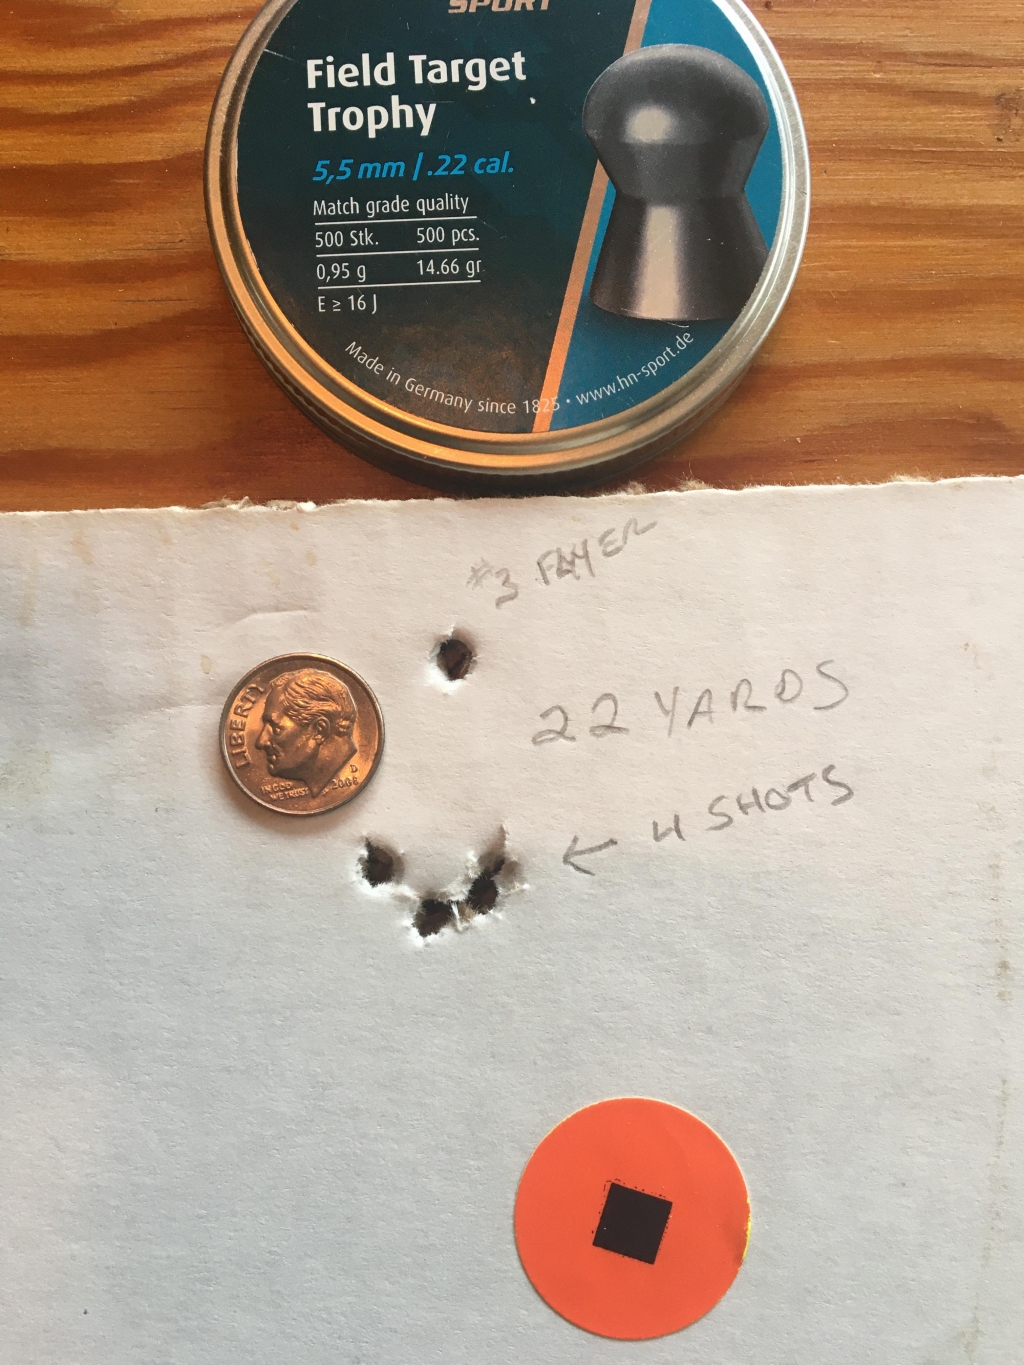 SPORT
Field Target
Trophy
5,5 mm / .22 cal.
Match grade quality
500 Stk. 500 pcs.
0,95 g 14.66 gr
E ≥ 16 J
Made in Germany since 1825 • www.hn-sport.de
#3 FLYER
LIBERTY
IN GOD
WE TRUST
D
2006
22 YARDS
← 4 SHOTS